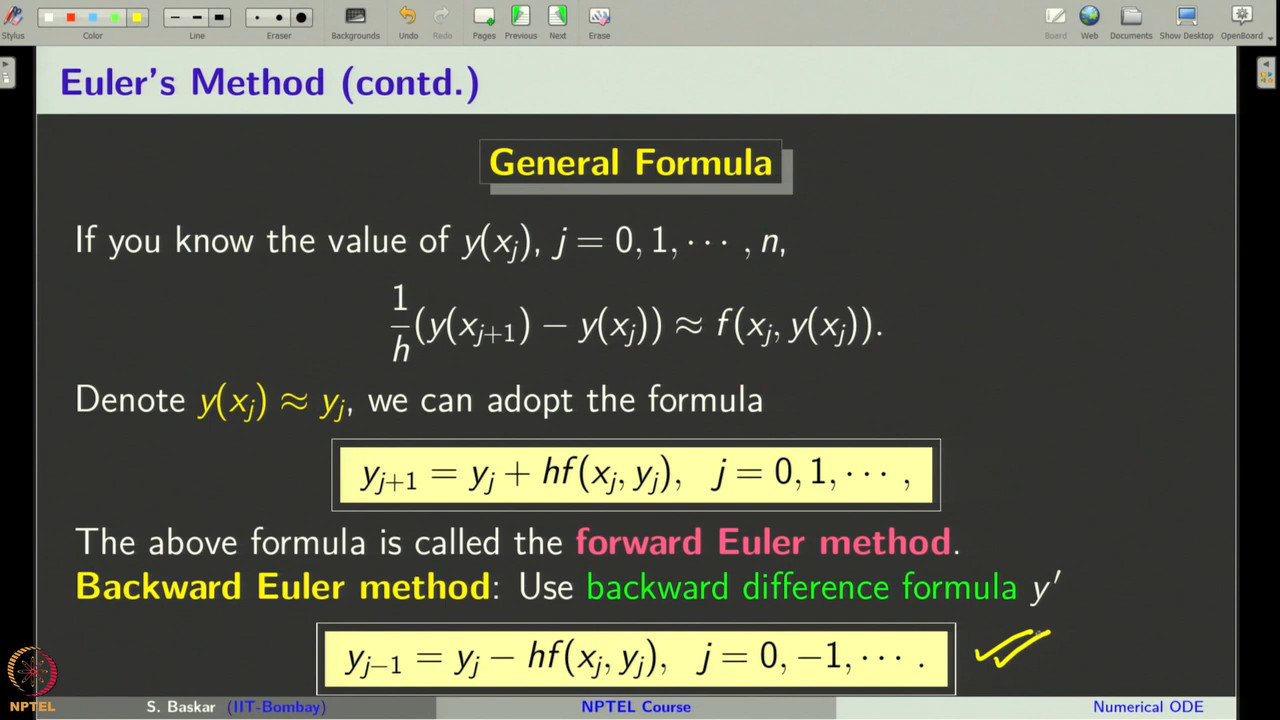 Stylus Color Line Eraser Backgrounds Undo Redo Pages Previous Next Erase Board Web Documents Show Desktop OpenBoard
Euler's Method (contd.)
General Formula
If you know the value of y(x_j), j = 0, 1, ⋯ , n,
1/h (y(x_{j+1}) − y(x_j)) ≈ f(x_j, y(x_j)).
Denote y(x_j) ≈ y_j, we can adopt the formula
y_{j+1} = y_j + hf(x_j, y_j), j = 0, 1, ⋯ ,
The above formula is called the forward Euler method.
Backward Euler method: Use backward difference formula y′
y_{j−1} = y_j − hf(x_j, y_j), j = 0, −1, ⋯ .
NPTEL
S. Baskar (IIT-Bombay) NPTEL Course Numerical ODE